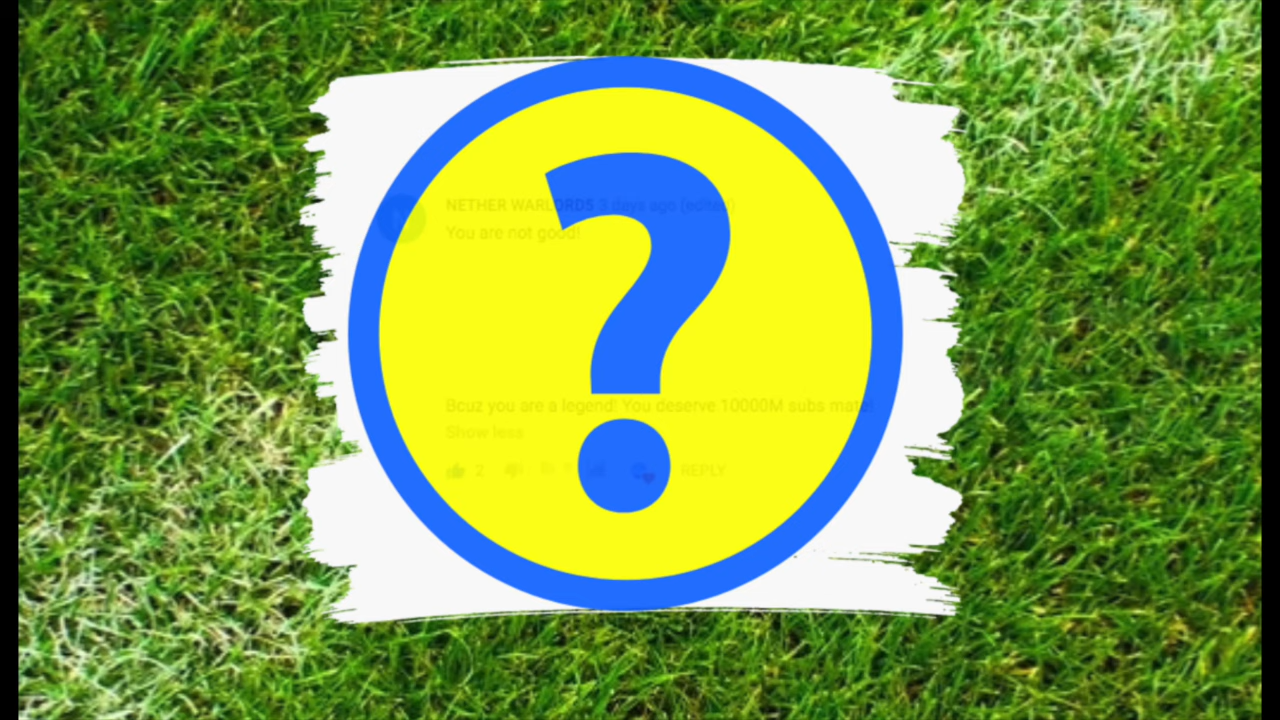 ?
NETHER WARLORDS 3 days ago (edited)
You are not good!
Bcuz you are a legend! You deserve 10000M subs mate!
Show less
2 REPLY